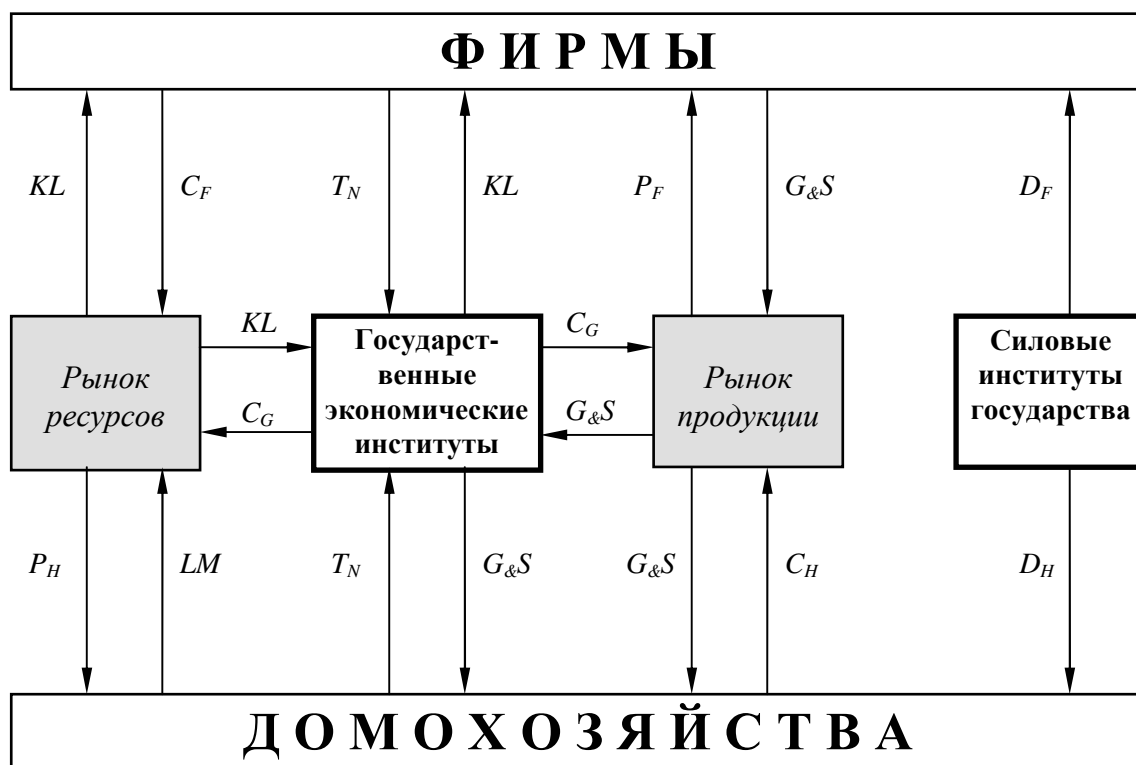 ФИРМЫ
KL
C_F
T_N
KL
P_F
G_&S
D_F
KL
C_G
Рынок
ресурсов
Государст-
венные
экономические
институты
C_G
G_&S
Рынок
продукции
Силовые
институты
государства
P_H
LM
T_N
G_&S
G_&S
C_H
D_H
ДОМОХОЗЯЙСТВА